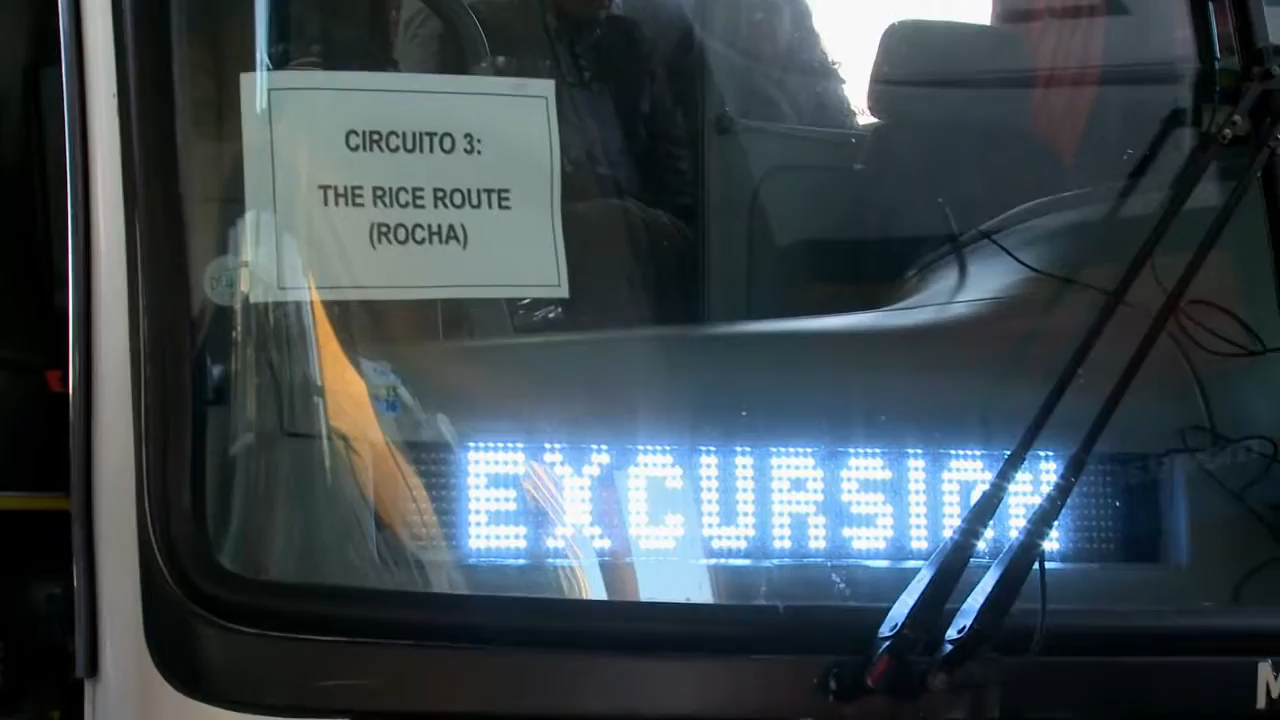 CIRCUITO 3:
THE RICE ROUTE
(ROCHA)
EXCURSION